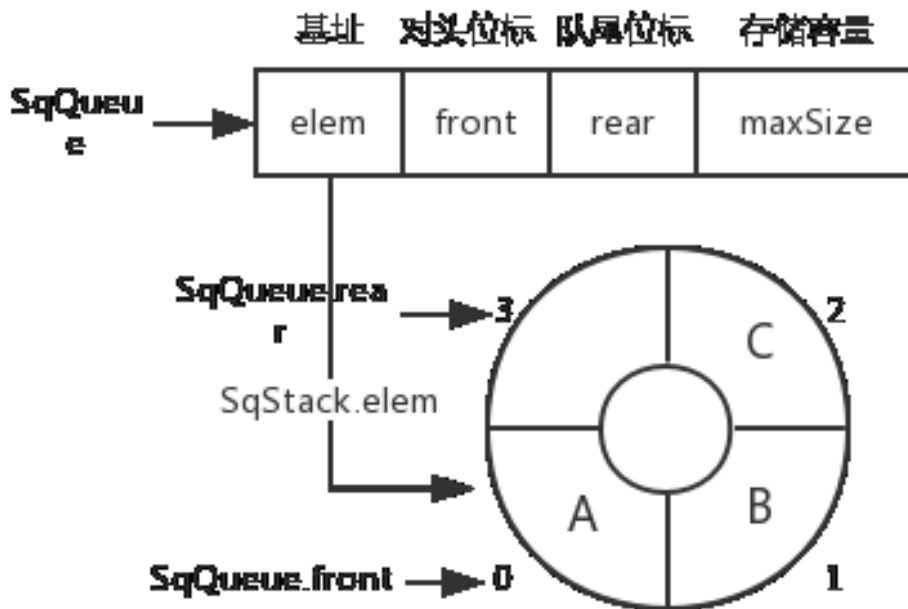 基址 对头位标 队尾位标 存储容量
SqQueu
e
elem front rear maxSize
SqQueue.rea
r
3
2
C
SqStack.elem
A
B
SqQueue.front
0
1